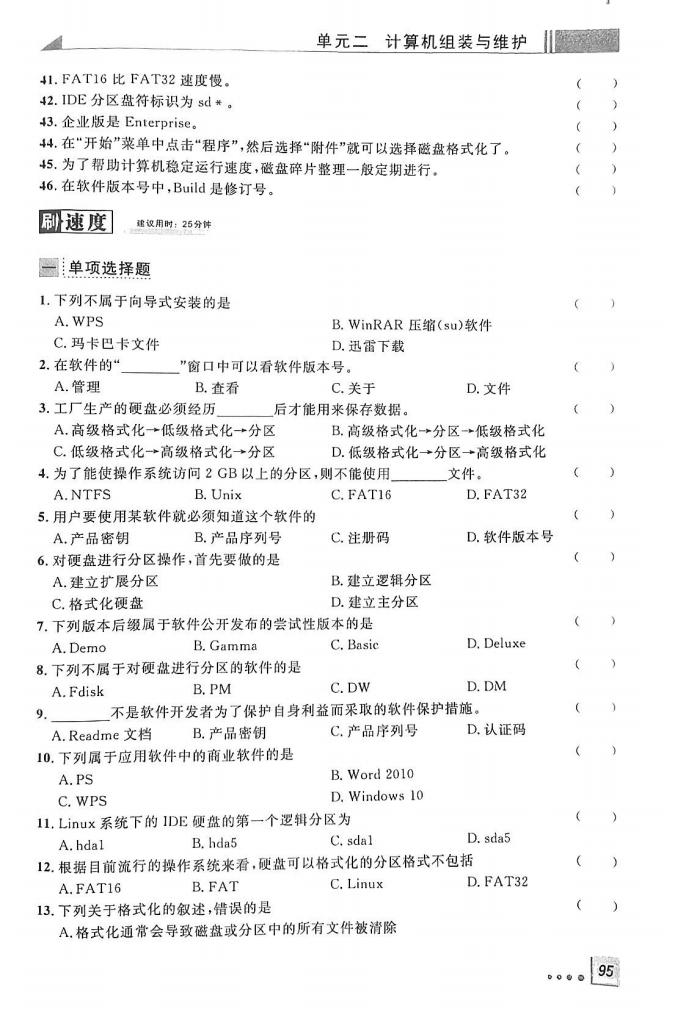 单元二 计算机组装与维护
41. FAT16 比 FAT32 速度慢。 ( )
42. IDE 分区盘符标识为 sd*。 ( )
43. 企业版是 Enterprise。 ( )
44. 在“开始”菜单中点击“程序”,然后选择“附件”就可以选择磁盘格式化了。 ( )
45. 为了帮助计算机稳定运行速度,磁盘碎片整理一般定期进行。 ( )
46. 在软件版本号中,Build 是修订号。 ( )
刷速度 建议用时: 25分钟
一 单项选择题
1. 下列不属于向导式安装的是 ( )
A. WPS B. WinRAR 压缩(su)软件
C. 玛卡巴卡文件 D. 迅雷下载
2. 在软件的“______”窗口中可以看软件版本号。 ( )
A. 管理 B. 查看 C. 关于 D. 文件
3. 工厂生产的硬盘必须经历______后才能用来保存数据。 ( )
A. 高级格式化→低级格式化→分区 B. 高级格式化→分区→低级格式化
C. 低级格式化→高级格式化→分区 D. 低级格式化→分区→高级格式化
4. 为了能使操作系统访问 2 GB 以上的分区,则不能使用______文件。 ( )
A. NTFS B. Unix C. FAT16 D. FAT32
5. 用户要使用某软件就必须知道这个软件的 ( )
A. 产品密钥 B. 产品序列号 C. 注册码 D. 软件版本号
6. 对硬盘进行分区操作,首先要做的是 ( )
A. 建立扩展分区 B. 建立逻辑分区
C. 格式化硬盘 D. 建立主分区
7. 下列版本后缀属于软件公开发布的尝试性版本的是 ( )
A. Demo B. Gamma C. Basic D. Deluxe
8. 下列不属于对硬盘进行分区的软件的是 ( )
A. Fdisk B. PM C. DW D. DM
9. ______不是软件开发者为了保护自身利益而采取的软件保护措施。 ( )
A. Readme 文档 B. 产品密钥 C. 产品序列号 D. 认证码
10. 下列属于应用软件中的商业软件的是 ( )
A. PS B. Word 2010
C. WPS D. Windows 10
11. Linux 系统下的 IDE 硬盘的第一个逻辑分区为 ( )
A. hda1 B. hda5 C. sda1 D. sda5
12. 根据目前流行的操作系统来看,硬盘可以格式化的分区格式不包括 ( )
A. FAT16 B. FAT C. Linux D. FAT32
13. 下列关于格式化的叙述,错误的是 ( )
A. 格式化通常会导致磁盘或分区中的所有文件被清除
95